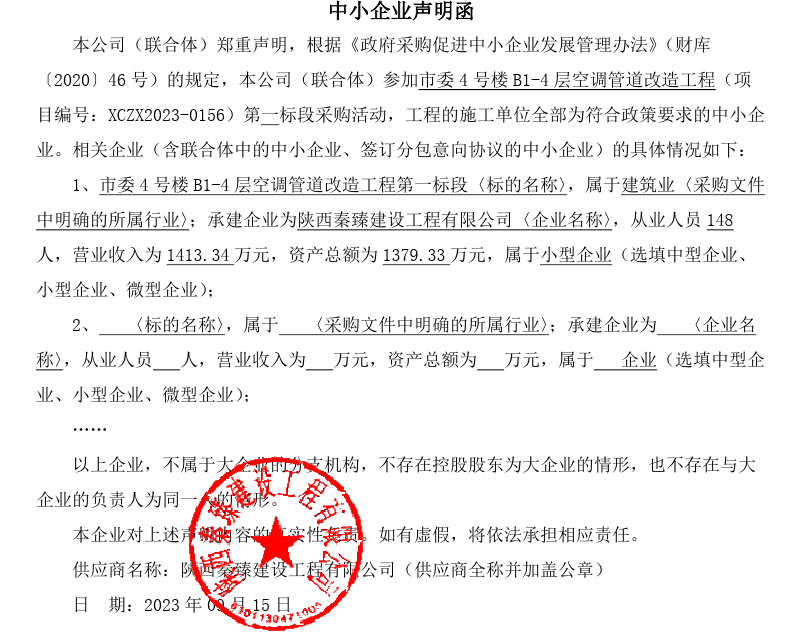 中小企业声明函
本公司（联合体）郑重声明，根据《政府采购促进中小企业发展管理办法》（财库
〔2020〕46 号）的规定，本公司（联合体）参加市委 4 号楼 B1-4 层空调管道改造工程（项
目编号：XCZX2023-0156）第一标段采购活动，工程的施工单位全部为符合政策要求的中小企
业。相关企业（含联合体中的中小企业、签订分包意向协议的中小企业）的具体情况如下：
1、市委 4 号楼 B1-4 层空调管道改造工程第一标段〈标的名称〉，属于建筑业〈采购文件
中明确的所属行业〉；承建企业为陕西秦臻建设工程有限公司〈企业名称〉，从业人员 148
人，营业收入为 1413.34 万元，资产总额为 1379.33 万元，属于小型企业（选填中型企业、
小型企业、微型企业）；
2、 〈标的名称〉，属于 〈采购文件中明确的所属行业〉；承建企业为 〈企业名
称〉，从业人员 人，营业收入为 万元，资产总额为 万元，属于 企业（选填中型企
业、小型企业、微型企业）；
……
以上企业，不属于大企业的分支机构，不存在控股股东为大企业的情形，也不存在与大
企业的负责人为同一人的情形。
本企业对上述声明内容的真实性负责。如有虚假，将依法承担相应责任。
供应商名称：陕西秦臻建设工程有限公司（供应商全称并加盖公章）
日 期：2023 年 09 月 15 日
陕西秦臻建设工程有限公司